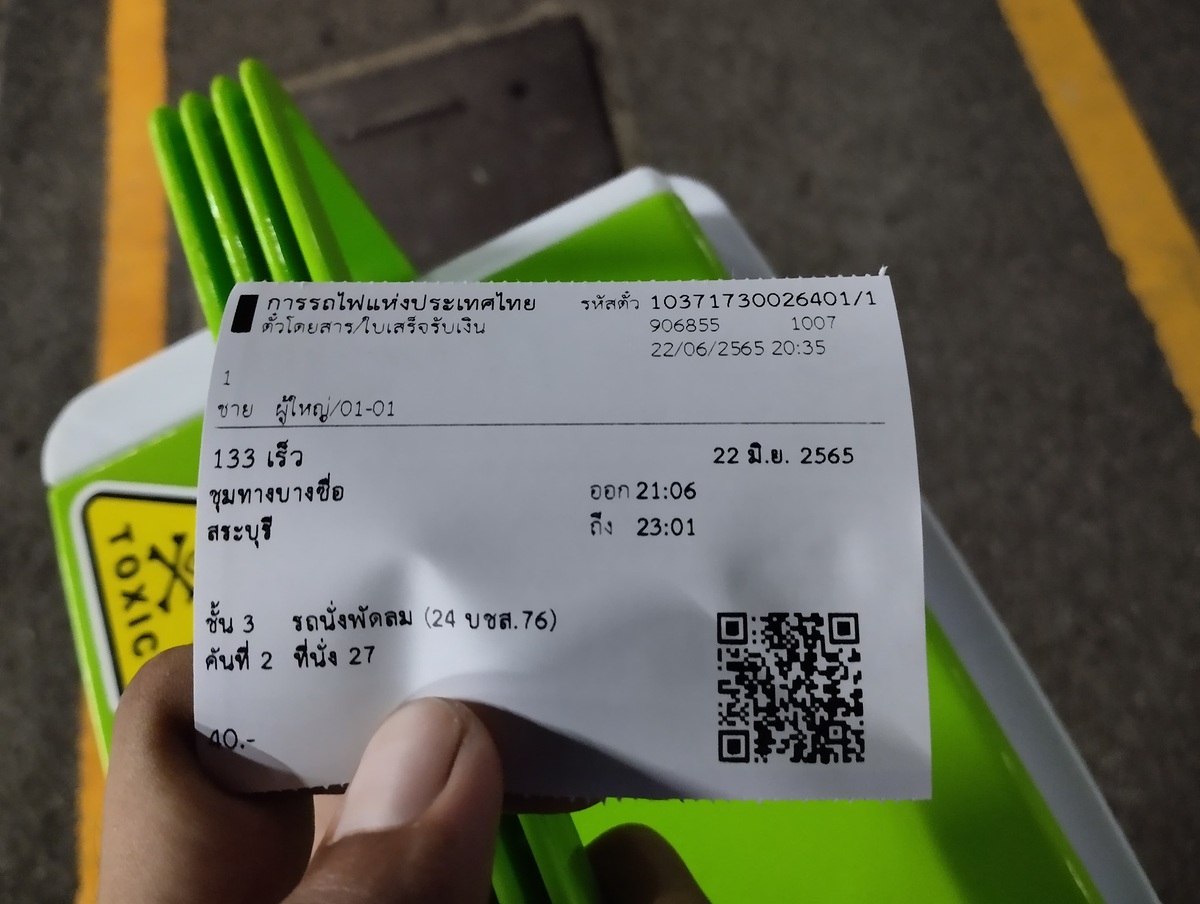 การรถไฟแห่งประเทศไทย รหัสตั๋ว 10371730026401/1
ตั๋วโดยสาร/ใบเสร็จรับเงิน 906855 1007
22/06/2565 20:35
1
ชาย ผู้ใหญ่/01-01
133 เร็ว 22 มิ.ย. 2565
ชุมทางบางซื่อ ออก 21:06
สระบุรี ถึง 23:01
ชั้น 3 รถนั่งพัดลม (24 บชส.76)
คันที่ 2 ที่นั่ง 27
40.-
TOXIC